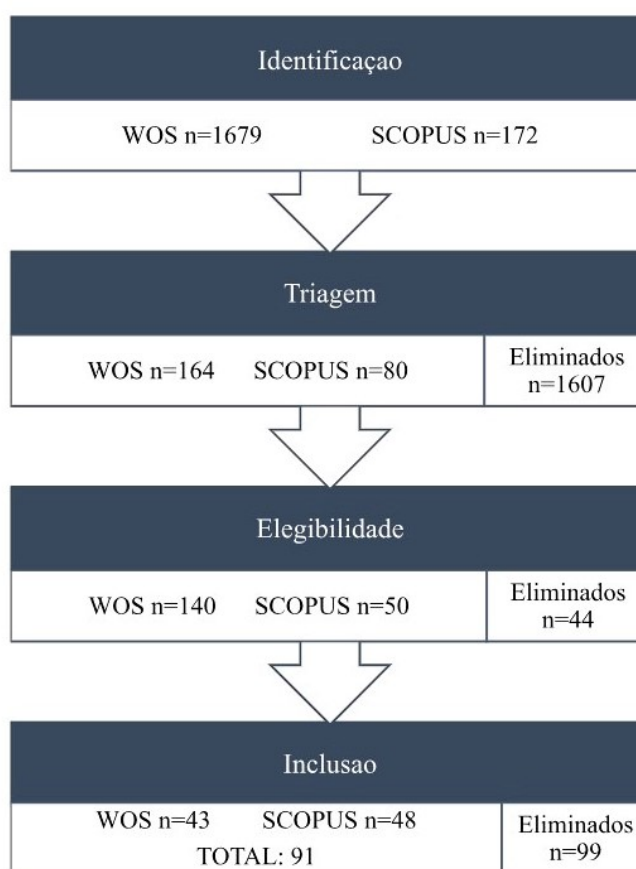 Identificaçao
WOS n=1679 SCOPUS n=172
Triagem
WOS n=164 SCOPUS n=80
Eliminados
n=1607
Elegibilidade
WOS n=140 SCOPUS n=50
Eliminados
n=44
Inclusao
WOS n=43 SCOPUS n=48
TOTAL: 91
Eliminados
n=99